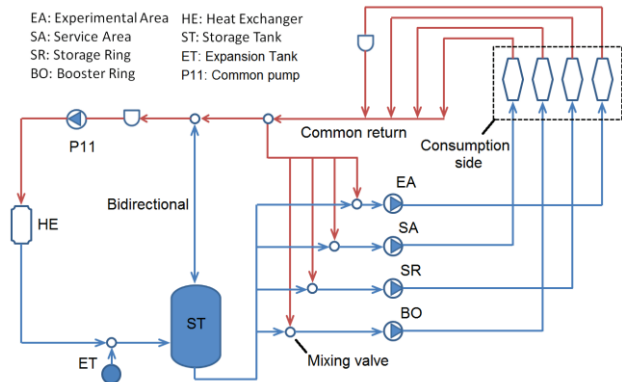 EA: Experimental Area
SA: Service Area
SR: Storage Ring
BO: Booster Ring
HE: Heat Exchanger
ST: Storage Tank
ET: Expansion Tank
P11: Common pump
Common return
Consumption
side
P11
Bidirectional
EA
HE
SA
SR
ST
BO
ET
Mixing valve